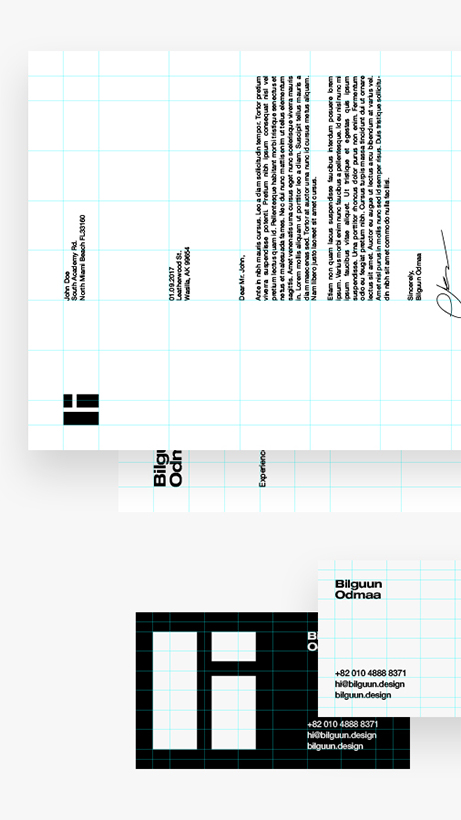 John Doe
South Academy Rd.
North Miami Beach FL33160
01.09.2017
Leatherwood St,
Wasilla, AK 99654
Dear Mr. John,
Ante in nibh mauris cursus. Leo a diam sollicitudin tempor. Tortor pretium
viverra suspendisse potenti. Pretium nibh ipsum consequat nisl vel
pretium lectus quam id. Pellentesque habitant morbi tristique senectus et
netus et malesuada fames. Nec dui nunc mattis enim ut tellus elementum
sagittis. Amet venenatis urna cursus eget nunc scelerisque viverra mauris
in. Lorem mollis aliquam ut porttitor leo a diam. Suscipit tellus mauris a
diam maecenas sed. Tortor at auctor urna nunc id cursus metus aliquam.
Nam libero justo laoreet sit amet cursus.
Etiam non quam lacus suspendisse faucibus interdum posuere lorem
ipsum. Varius morbi enim nunc faucibus a pellentesque. Id eu nisl nunc mi
ipsum faucibus vitae aliquet. Ut tristique et egestas quis ipsum
suspendisse. Et porttitor rhoncus dolor purus non enim. Fermentum
odio eu feugiat pretium nibh. Cursus turpis massa tincidunt dui ut ornare
lectus sit amet. Auctor eu augue ut lectus arcu bibendum at varius vel.
Amet nisl purus in mollis nunc sed id semper risus. Duis tristique sollicitu-
din nibh sit amet commodo nulla facilisi.
Sincerely,
Bilguun Odmaa
Bilgu
Odn
Experience
Bilguun
Odmaa
+82 010 4888 8371
hi@bilguun.design
bilguun.design
B
O
+82 010 4888 8371
hi@bilguun.design
bilguun.design